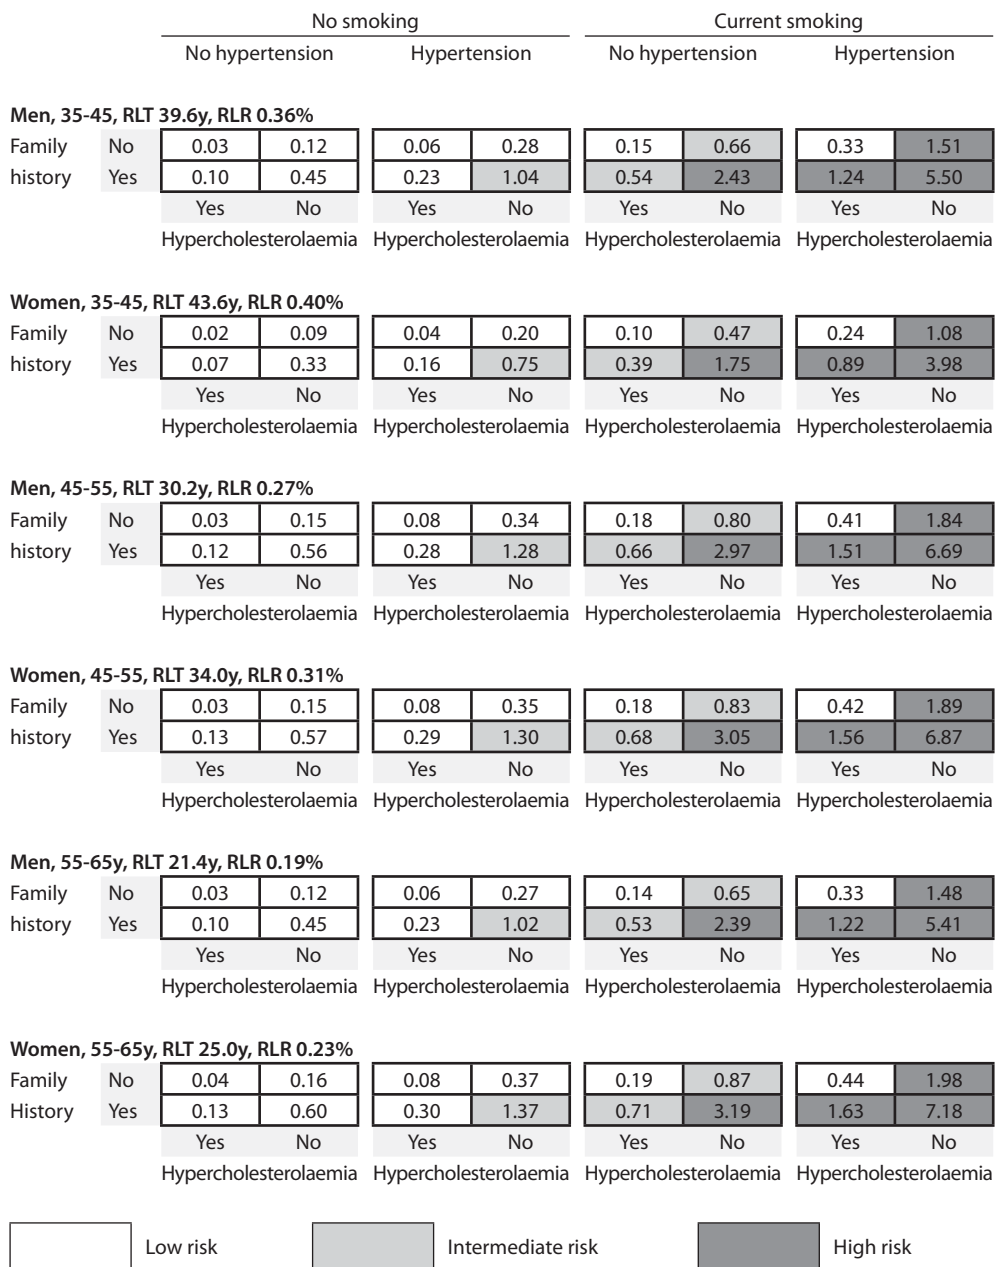 No smoking Current smoking
No hypertension Hypertension No hypertension Hypertension
Men, 35-45, RLT 39.6y, RLR 0.36%
Family No 0.03 0.12 0.06 0.28 0.15 0.66 0.33 1.51
history Yes 0.10 0.45 0.23 1.04 0.54 2.43 1.24 5.50
Yes No Yes No Yes No Yes No
Hypercholesterolaemia Hypercholesterolaemia Hypercholesterolaemia Hypercholesterolaemia
Women, 35-45, RLT 43.6y, RLR 0.40%
Family No 0.02 0.09 0.04 0.20 0.10 0.47 0.24 1.08
history Yes 0.07 0.33 0.16 0.75 0.39 1.75 0.89 3.98
Yes No Yes No Yes No Yes No
Hypercholesterolaemia Hypercholesterolaemia Hypercholesterolaemia Hypercholesterolaemia
Men, 45-55, RLT 30.2y, RLR 0.27%
Family No 0.03 0.15 0.08 0.34 0.18 0.80 0.41 1.84
history Yes 0.12 0.56 0.28 1.28 0.66 2.97 1.51 6.69
Yes No Yes No Yes No Yes No
Hypercholesterolaemia Hypercholesterolaemia Hypercholesterolaemia Hypercholesterolaemia
Women, 45-55, RLT 34.0y, RLR 0.31%
Family No 0.03 0.15 0.08 0.35 0.18 0.83 0.42 1.89
history Yes 0.13 0.57 0.29 1.30 0.68 3.05 1.56 6.87
Yes No Yes No Yes No Yes No
Hypercholesterolaemia Hypercholesterolaemia Hypercholesterolaemia Hypercholesterolaemia
Men, 55-65y, RLT 21.4y, RLR 0.19%
Family No 0.03 0.12 0.06 0.27 0.14 0.65 0.33 1.48
history Yes 0.10 0.45 0.23 1.02 0.53 2.39 1.22 5.41
Yes No Yes No Yes No Yes No
Hypercholesterolaemia Hypercholesterolaemia Hypercholesterolaemia Hypercholesterolaemia
Women, 55-65y, RLT 25.0y, RLR 0.23%
Family No 0.04 0.16 0.08 0.37 0.19 0.87 0.44 1.98
History Yes 0.13 0.60 0.30 1.37 0.71 3.19 1.63 7.18
Yes No Yes No Yes No Yes No
Hypercholesterolaemia Hypercholesterolaemia Hypercholesterolaemia Hypercholesterolaemia
Low risk Intermediate risk High risk